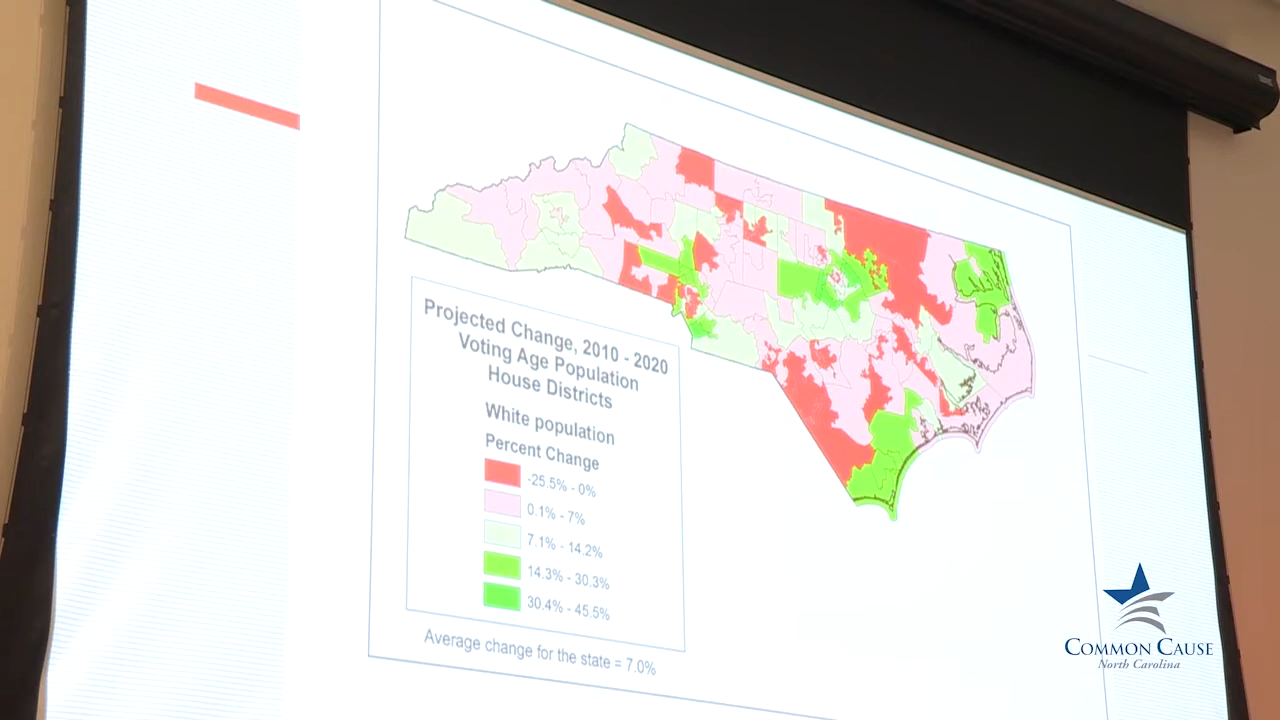 Projected Change, 2010 - 2020
Voting Age Population
House Districts
White population
Percent Change
-25.5% - 0%
0.1% - 7%
7.1% - 14.2%
14.3% - 30.3%
30.4% - 45.5%
Average change for the state = 7.0%
COMMON CAUSE
North Carolina